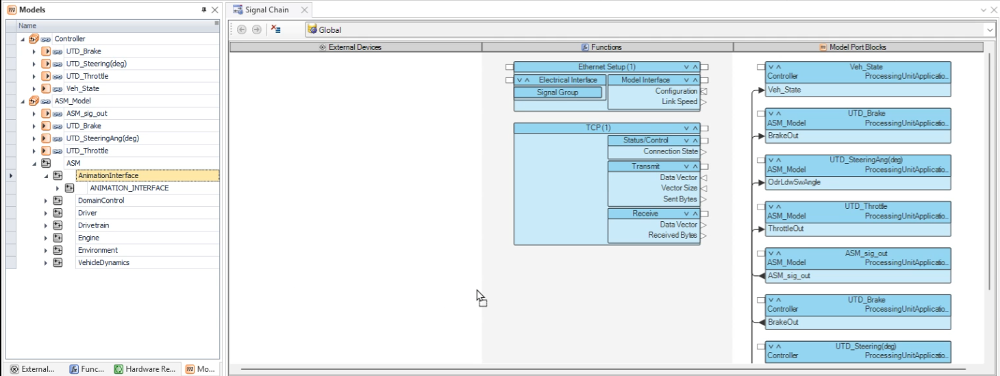 Models
Name
Controller
UTD_Brake
UTD_Steering(deg)
UTD_Throttle
Veh_State
ASM_Model
ASM_sig_out
UTD_Brake
UTD_SteeringAng(deg)
UTD_Throttle
ASM
AnimationInterface
ANIMATION_INTERFACE
DomainControl
Driver
Drivetrain
Engine
Environment
VehicleDynamics
External...
Func...
Hardware Re...
Mo...
Signal Chain
Global
External Devices
Functions
Model Port Blocks
Ethernet Setup (1)
Electrical Interface
Model Interface
Signal Group
Configuration
Link Speed
TCP (1)
Status/Control
Connection State
Transmit
Data Vector
Vector Size
Sent Bytes
Receive
Data Vector
Received Bytes
Veh_State
Controller ProcessingUnitApplicatio...
Veh_State
UTD_Brake
ASM_Model ProcessingUnitApplicatio...
BrakeOut
UTD_SteeringAng(deg)
ASM_Model ProcessingUnitApplicatio...
OdrLdwSwAngle
UTD_Throttle
ASM_Model ProcessingUnitApplicatio...
ThrottleOut
ASM_sig_out
ASM_Model ProcessingUnitApplicatio...
ASM_sig_out
UTD_Brake
Controller ProcessingUnitApplicatio...
BrakeOut
UTD_Steering(deg)
Controller ProcessingUnitApplicatio...